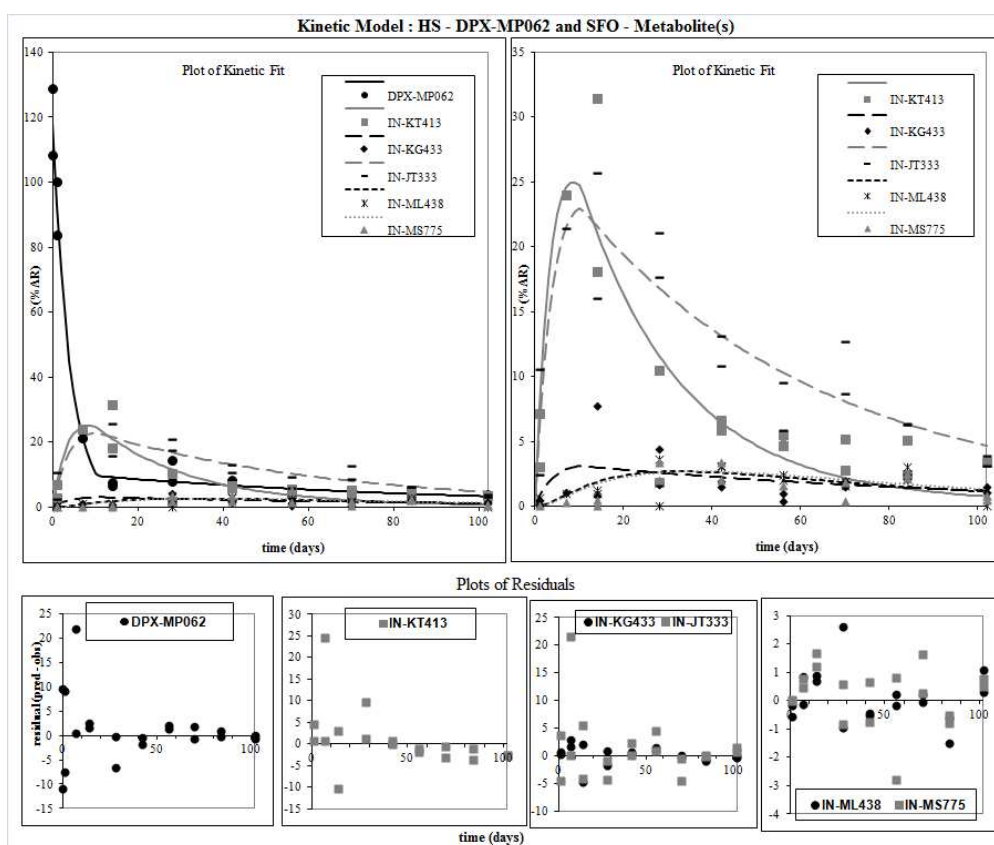 Kinetic Model : HS - DPX-MP062 and SFO - Metabolite(s)
140
120
100
80
60
40
20
0
(%AR)
Plot of Kinetic Fit
DPX-MP062
IN-KT413
IN-KG433
IN-JT333
IN-ML438
IN-MS775
0 20 40 60 80 100
time (days)
35
30
25
20
15
10
5
0
(%AR)
Plot of Kinetic Fit
IN-KT413
IN-KG433
IN-JT333
IN-ML438
IN-MS775
0 20 40 60 80 100
time (days)
Plots of Residuals
residual (pred - obs)
25
20
15
10
5
0
-5
-10
-15
DPX-MP062
0 50 100
30
25
20
15
10
5
0
-5
-10
-15
IN-KT413
0 50 100
25
20
15
10
5
0
-5
-10
IN-KG433 IN-JT333
0 50 100
3
2
1
0
-1
-2
-3
-4
0 50 100
IN-ML438 IN-MS775
time (days)